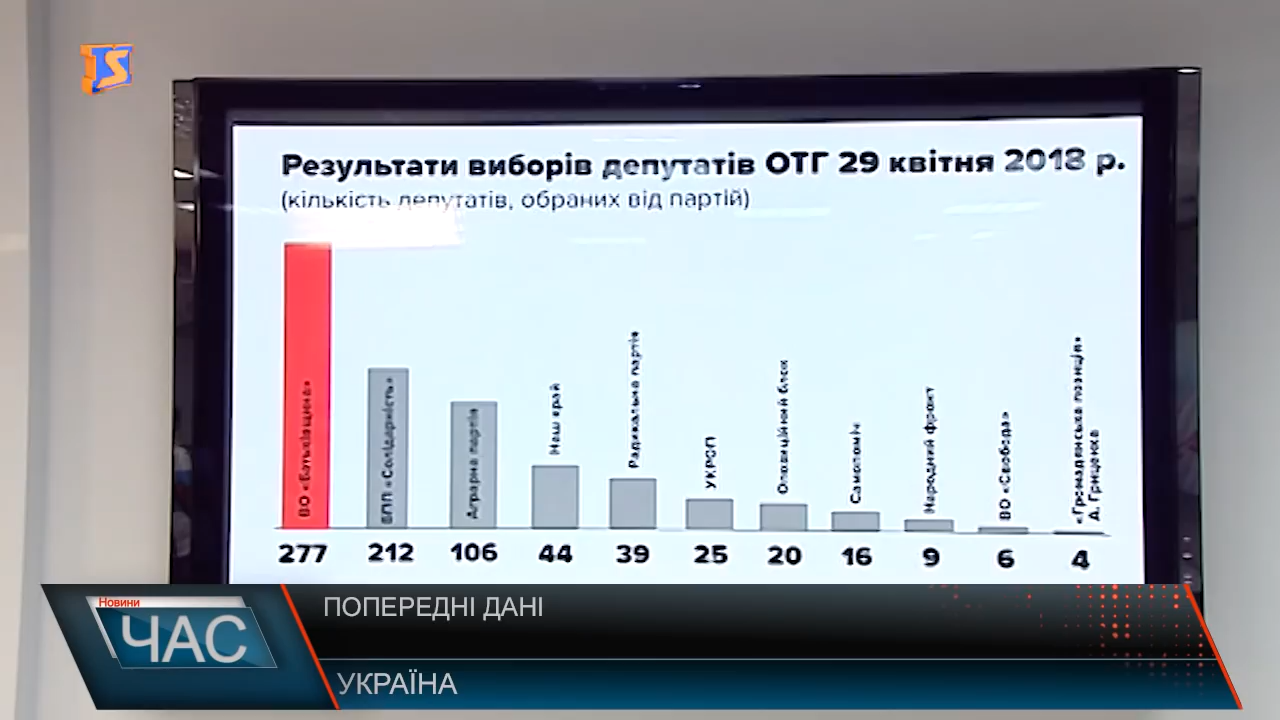 Результати виборів депутатів ОТГ 29 квітня 2018 р.
(кількість депутатів, обраних від партій)
ВО «Батьківщина»
БПП «Солідарність»
Аграрна партія
Наш край
Радикальна партія
УКРОП
Опозиційний блок
Самопоміч
Народний фронт
ВО «Свобода»
«Громадянська позиція»
А. Гриценка
277 212 106 44 39 25 20 16 9 6 4
Новини
ЧАС
ПОПЕРЕДНІ ДАНІ
УКРАЇНА